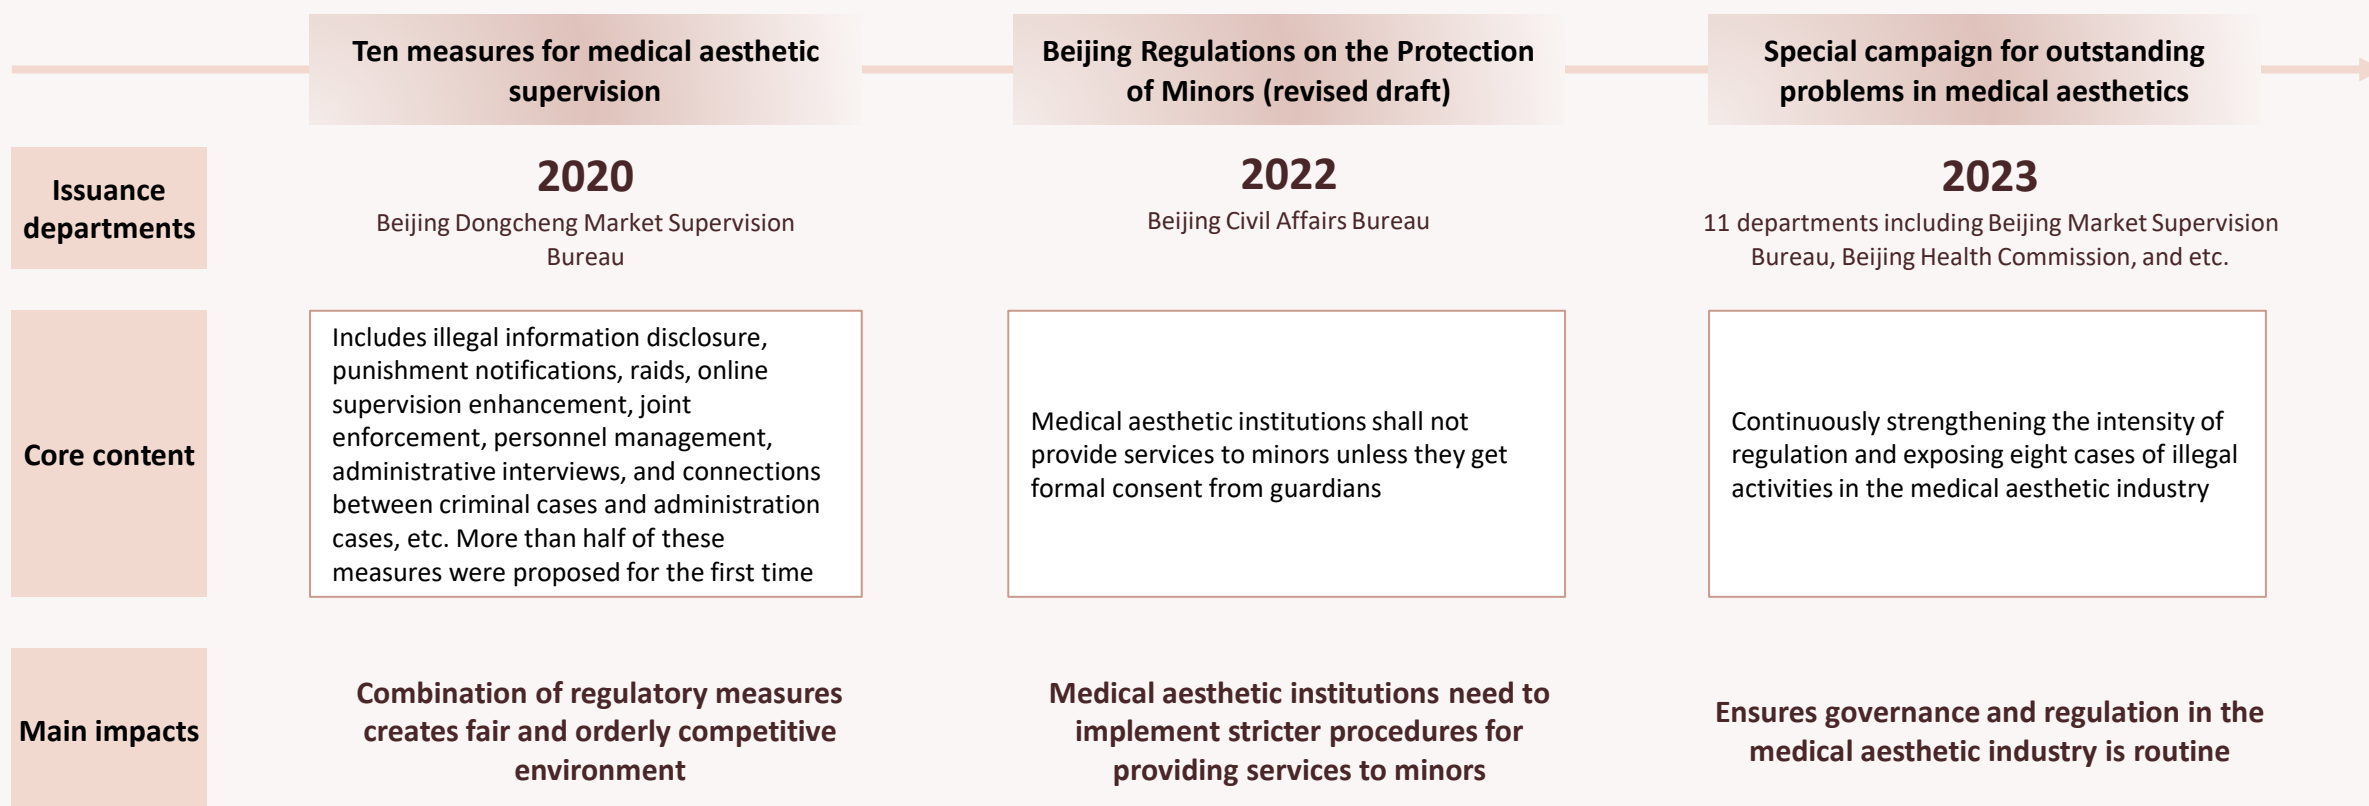 Ten measures for medical aesthetic
supervision
Beijing Regulations on the Protection
of Minors (revised draft)
Special campaign for outstanding
problems in medical aesthetics
Issuance
departments
2020
Beijing Dongcheng Market Supervision
Bureau
2022
Beijing Civil Affairs Bureau
2023
11 departments including Beijing Market Supervision
Bureau, Beijing Health Commission, and etc.
Core content
Includes illegal information disclosure,
punishment notifications, raids, online
supervision enhancement, joint
enforcement, personnel management,
administrative interviews, and connections
between criminal cases and administration
cases, etc. More than half of these
measures were proposed for the first time
Medical aesthetic institutions shall not
provide services to minors unless they get
formal consent from guardians
Continuously strengthening the intensity of
regulation and exposing eight cases of illegal
activities in the medical aesthetic industry
Main impacts
Combination of regulatory measures
creates fair and orderly competitive
environment
Medical aesthetic institutions need to
implement stricter procedures for
providing services to minors
Ensures governance and regulation in the
medical aesthetic industry is routine